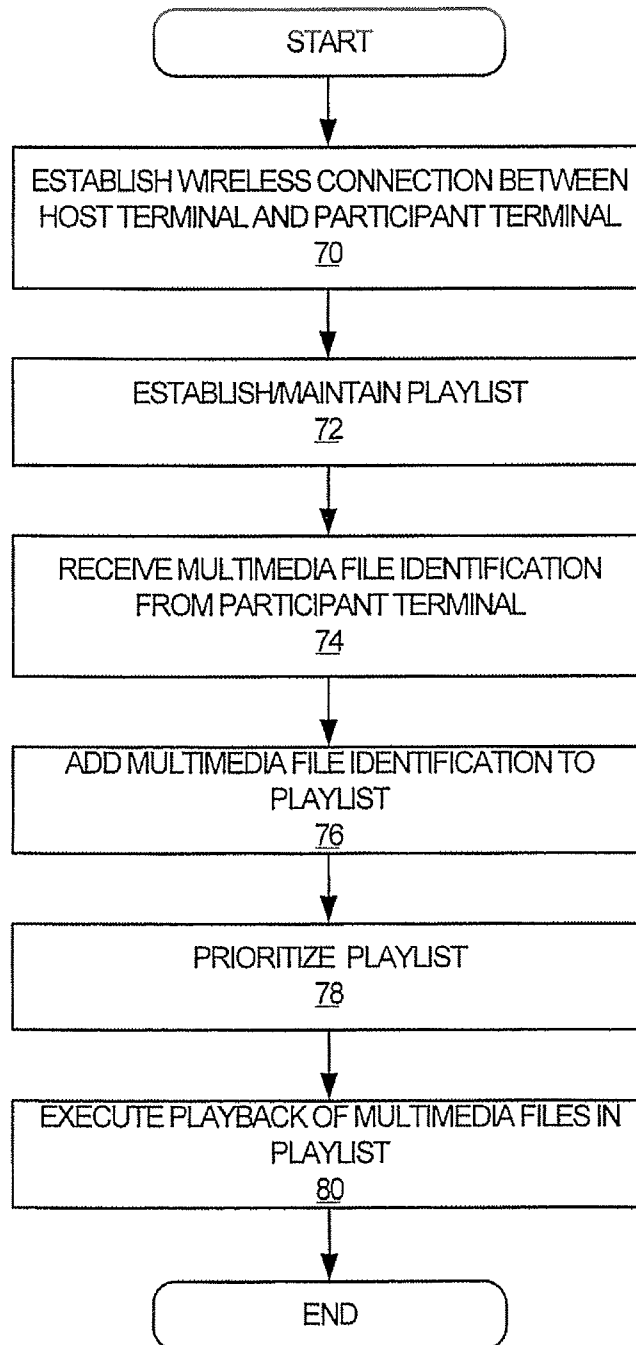 START
ESTABLISH WIRELESS CONNECTION BETWEEN
HOST TERMINAL AND PARTICIPANT TERMINAL
70
ESTABLISH/MAINTAIN PLAYLIST
72
RECEIVE MULTIMEDIA FILE IDENTIFICATION
FROM PARTICIPANT TERMINAL
74
ADD MULTIMEDIA FILE IDENTIFICATION TO
PLAYLIST
76
PRIORITIZE PLAYLIST
78
EXECUTE PLAYBACK OF MULTIMEDIA FILES IN
PLAYLIST
80
END